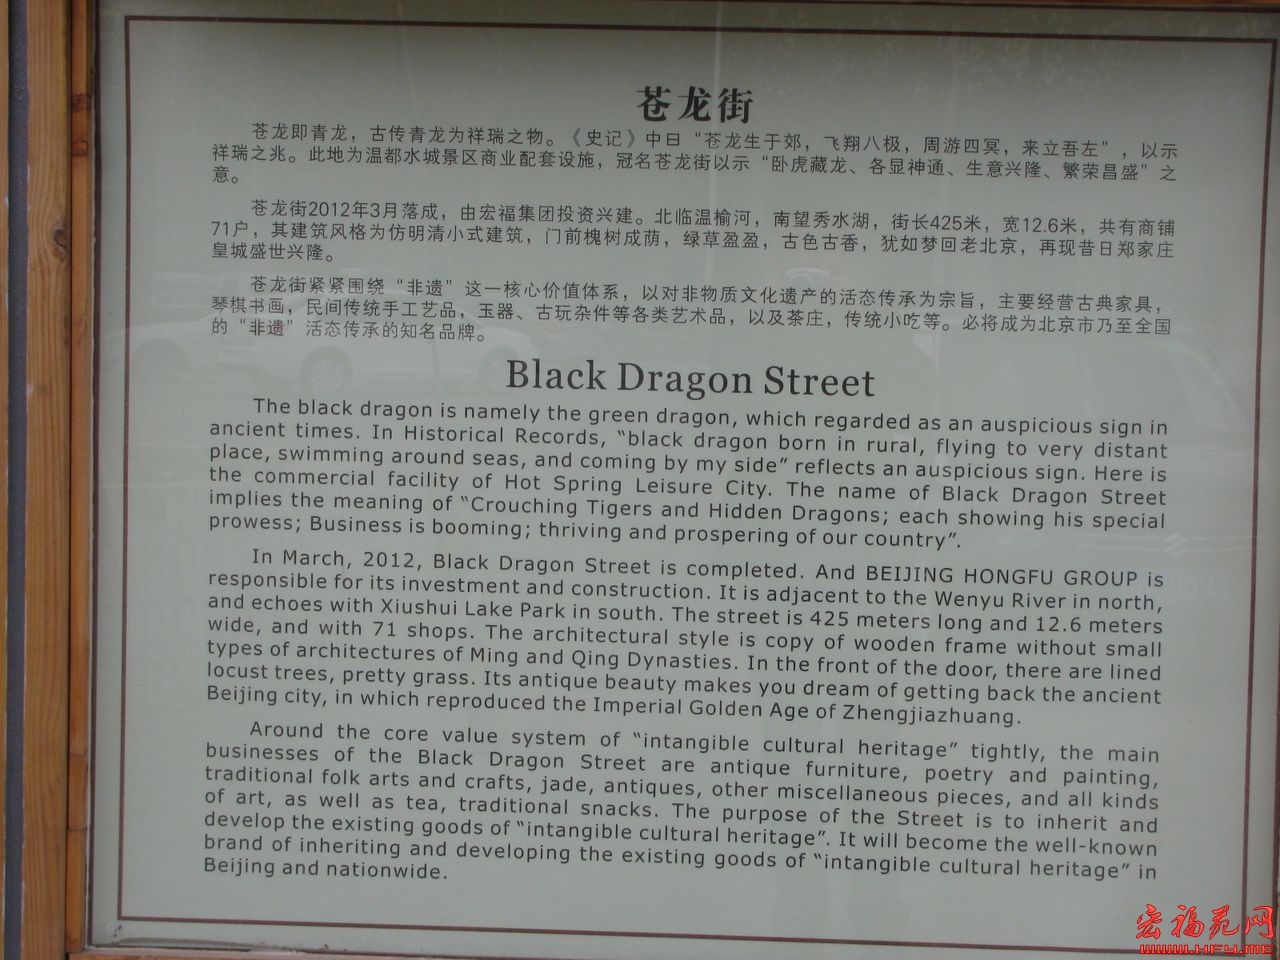 苍龙街
苍龙即青龙，古传青龙为祥瑞之物。《史记》中曰“苍龙生于郊，飞翔八极，周游四冥，来立吾左”，以示
祥瑞之兆。此地为温都水城景区商业配套设施，冠名苍龙街以示“卧虎藏龙、各显神通、生意兴隆、繁荣昌盛”之
意。
苍龙街2012年3月落成，由宏福集团投资兴建。北临温榆河，南望秀水湖，街长425米，宽12.6米，共有商铺
71户，其建筑风格为仿明清小式建筑，门前槐树成荫，绿草盈盈，古色古香，犹如梦回老北京，再现昔日郑家庄
皇城盛世兴隆。
苍龙街紧紧围绕“非遗”这一核心价值体系，以对非物质文化遗产的活态传承为宗旨，主要经营古典家具，
琴棋书画，民间传统手工艺品，玉器、古玩杂件等各类艺术品，以及茶庄，传统小吃等。必将成为北京市乃至全国
的“非遗”活态传承的知名品牌。
Black Dragon Street
The black dragon is namely the green dragon, which regarded as an auspicious sign in
ancient times. In Historical Records, “black dragon born in rural, flying to very distant
place, swimming around seas, and coming by my side” reflects an auspicious sign. Here is
the commercial facility of Hot Spring Leisure City. The name of Black Dragon Street
implies the meaning of “Crouching Tigers and Hidden Dragons; each showing his special
prowess; Business is booming; thriving and prospering of our country”.
In March, 2012, Black Dragon Street is completed. And BEIJING HONGFU GROUP is
responsible for its investment and construction. It is adjacent to the Wenyu River in north,
and echoes with Xiushui Lake Park in south. The street is 425 meters long and 12.6 meters
wide, and with 71 shops. The architectural style is copy of wooden frame without small
types of architectures of Ming and Qing Dynasties. In the front of the door, there are lined
locust trees, pretty grass. Its antique beauty makes you dream of getting back the ancient
Beijing city, in which reproduced the Imperial Golden Age of Zhengjiazhuang.
Around the core value system of “intangible cultural heritage” tightly, the main
businesses of the Black Dragon Street are antique furniture, poetry and painting,
traditional folk arts and crafts, jade, antiques, other miscellaneous pieces, and all kinds
of art, as well as tea, traditional snacks. The purpose of the Street is to inherit and
develop the existing goods of “intangible cultural heritage”. It will become the well-known
brand of inheriting and developing the existing goods of “intangible cultural heritage” in
Beijing and nationwide.
宏福苑网
WWW.HFY.ME